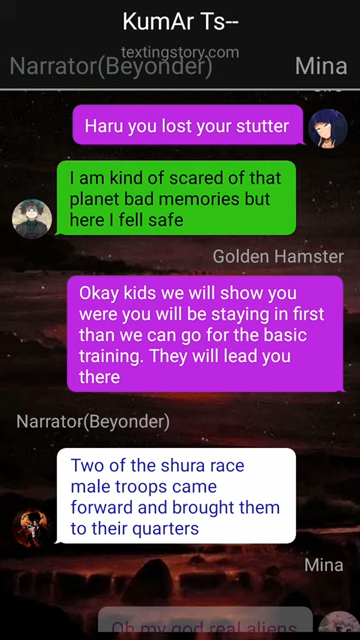 KumAr Ts--
textingstory.com
Narrator(Beyonder)
Mina
Haru you lost your stutter
I am kind of scared of that
planet bad memories but
here I fell safe
Golden Hamster
Okay kids we will show you
were you will be staying in first
than we can go for the basic
training. They will lead you
there
Narrator(Beyonder)
Two of the shura race
male troops came
forward and brought them
to their quarters
Mina
Oh my god real aliens